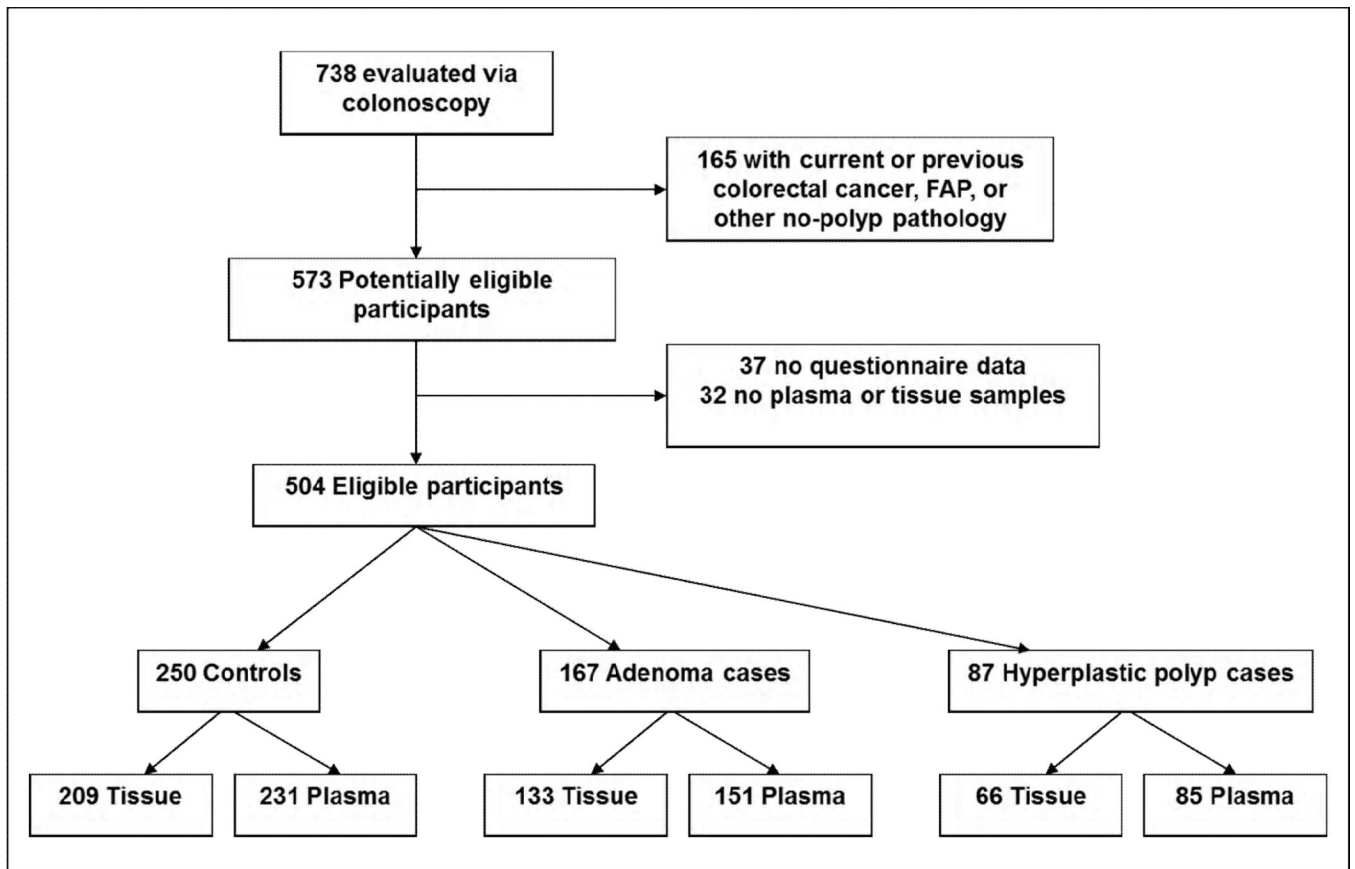 738 evaluated via
colonoscopy
165 with current or previous
colorectal cancer, FAP, or
other no-polyp pathology
573 Potentially eligible
participants
37 no questionnaire data
32 no plasma or tissue samples
504 Eligible participants
250 Controls
167 Adenoma cases
87 Hyperplastic polyp cases
209 Tissue
231 Plasma
133 Tissue
151 Plasma
66 Tissue
85 Plasma